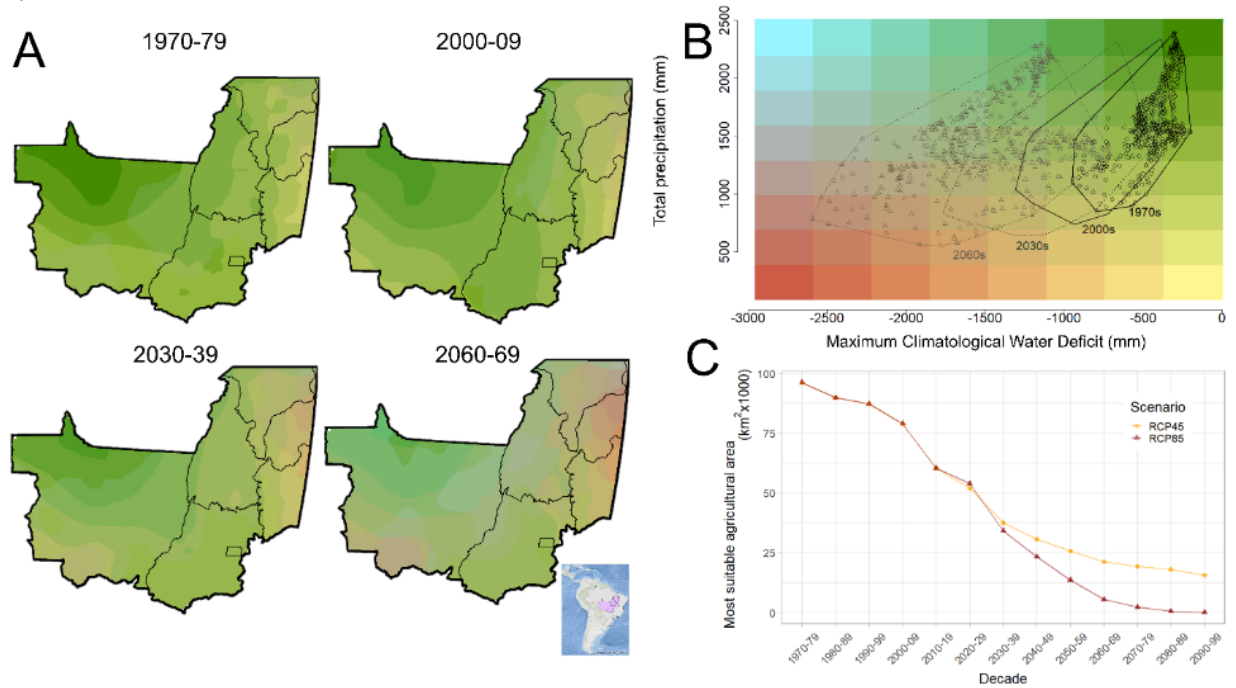 A
1970-79
2000-09
2030-39
2060-69
B
Total precipitation (mm)
2500
2000
1500
1000
500
1970s
2000s
2030s
2060s
-3000
-2500
-2000
-1500
-1000
-500
0
Maximum Climatological Water Deficit (mm)
C
Most suitable agricultural area
(km²x1000)
100
75
50
25
0
Scenario
RCP45
RCP85
1970-79
1980-89
1990-99
2000-09
2010-19
2020-29
2030-39
2040-49
2050-59
2060-69
2070-79
2080-89
2090-99
Decade